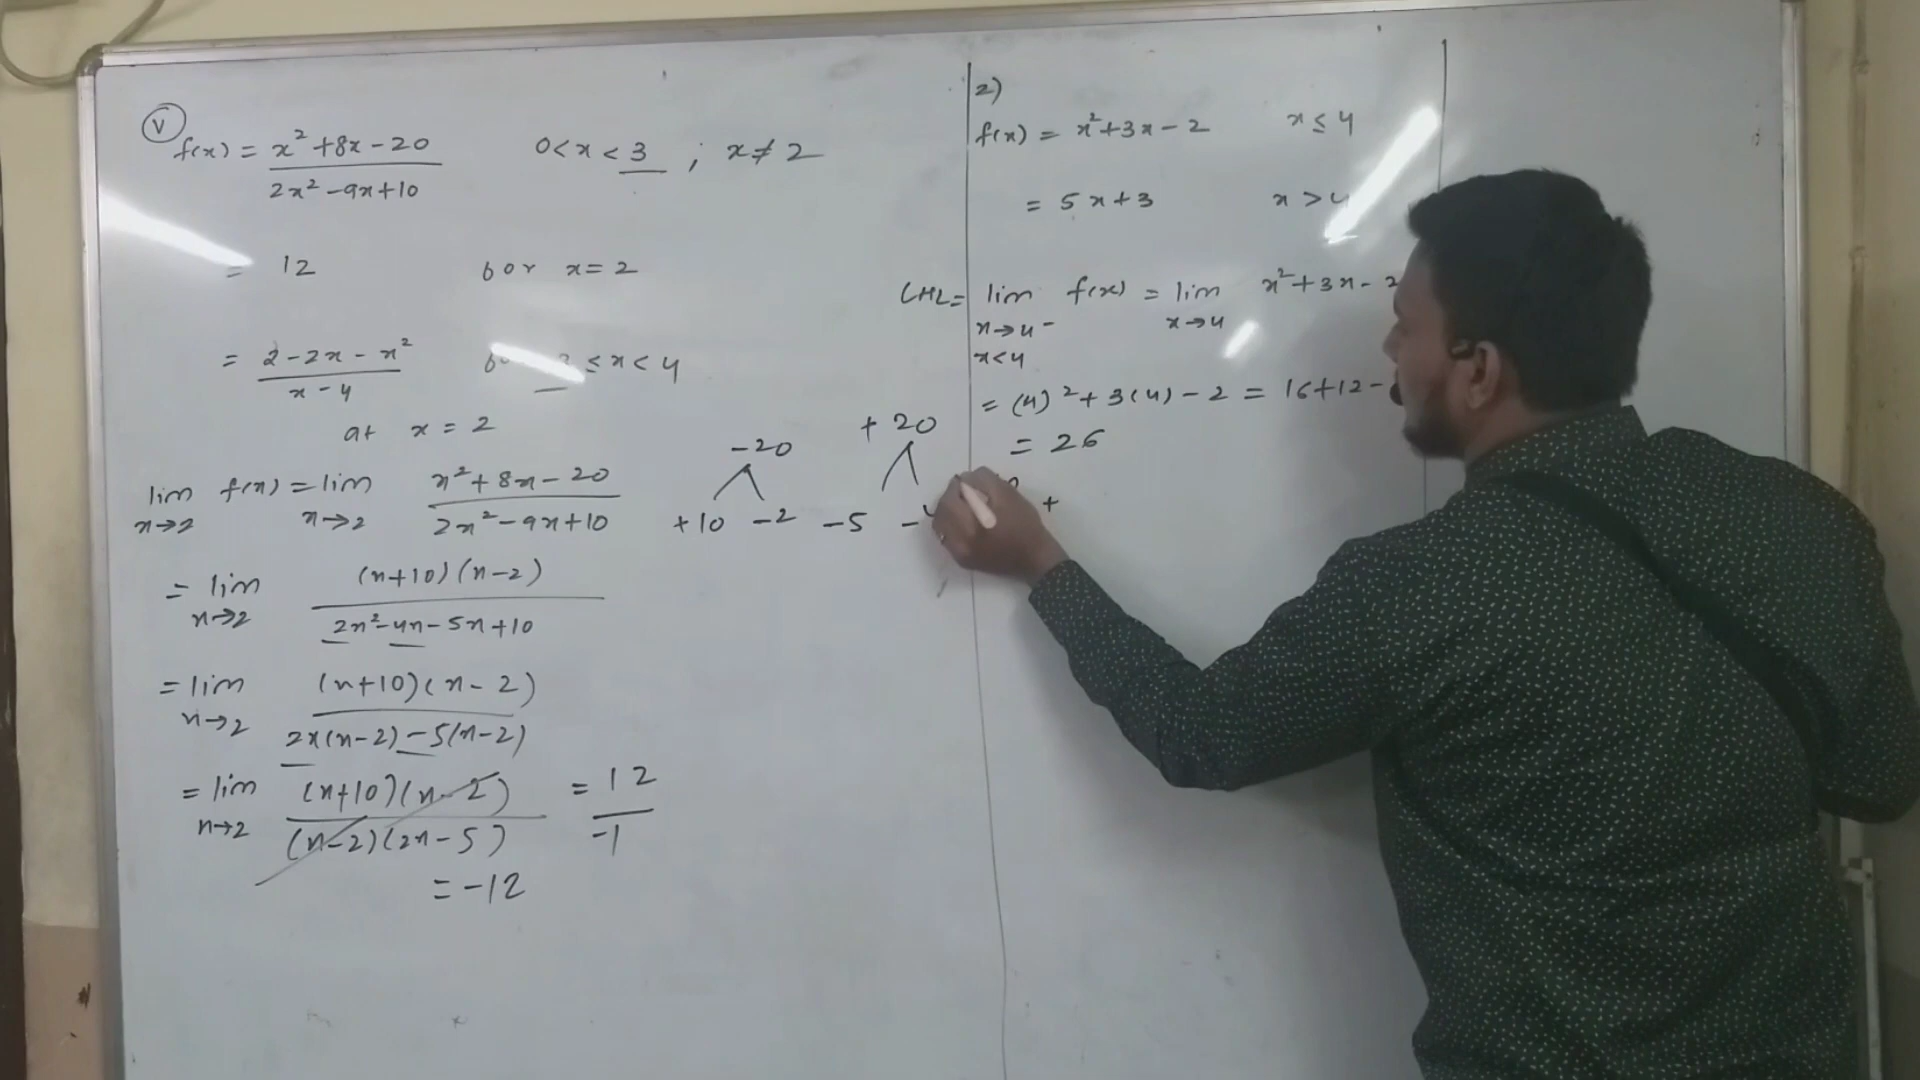 V
f(x) = x² + 8x - 20 / 2x² - 9x + 10    0 < x < 3 ; x ≠ 2
= 12    for x = 2
= 2 - 2x - x² / x - 4    ≤ x < 4
at x = 2
lim x→2 f(x) = lim x→2 x² + 8x - 20 / 2x² - 9x + 10
-20
+10 -2
+20
-5 -4
= lim x→2 (x+10)(x-2) / 2x² - 4x - 5x + 10
= lim x→2 (x+10)(x-2) / 2x(x-2) - 5(x-2)
= lim x→2 (x+10)(x-2) / (x-2)(2x-5) = 12 / -1
= -12
2)
f(x) = x² + 3x - 2    x ≤ 4
= 5x + 3    x > 4
LHL = lim x→4⁻ f(x) = lim x→4 x² + 3x - 2
x<4
= (4)² + 3(4) - 2 = 16 + 12 -
= 26
+